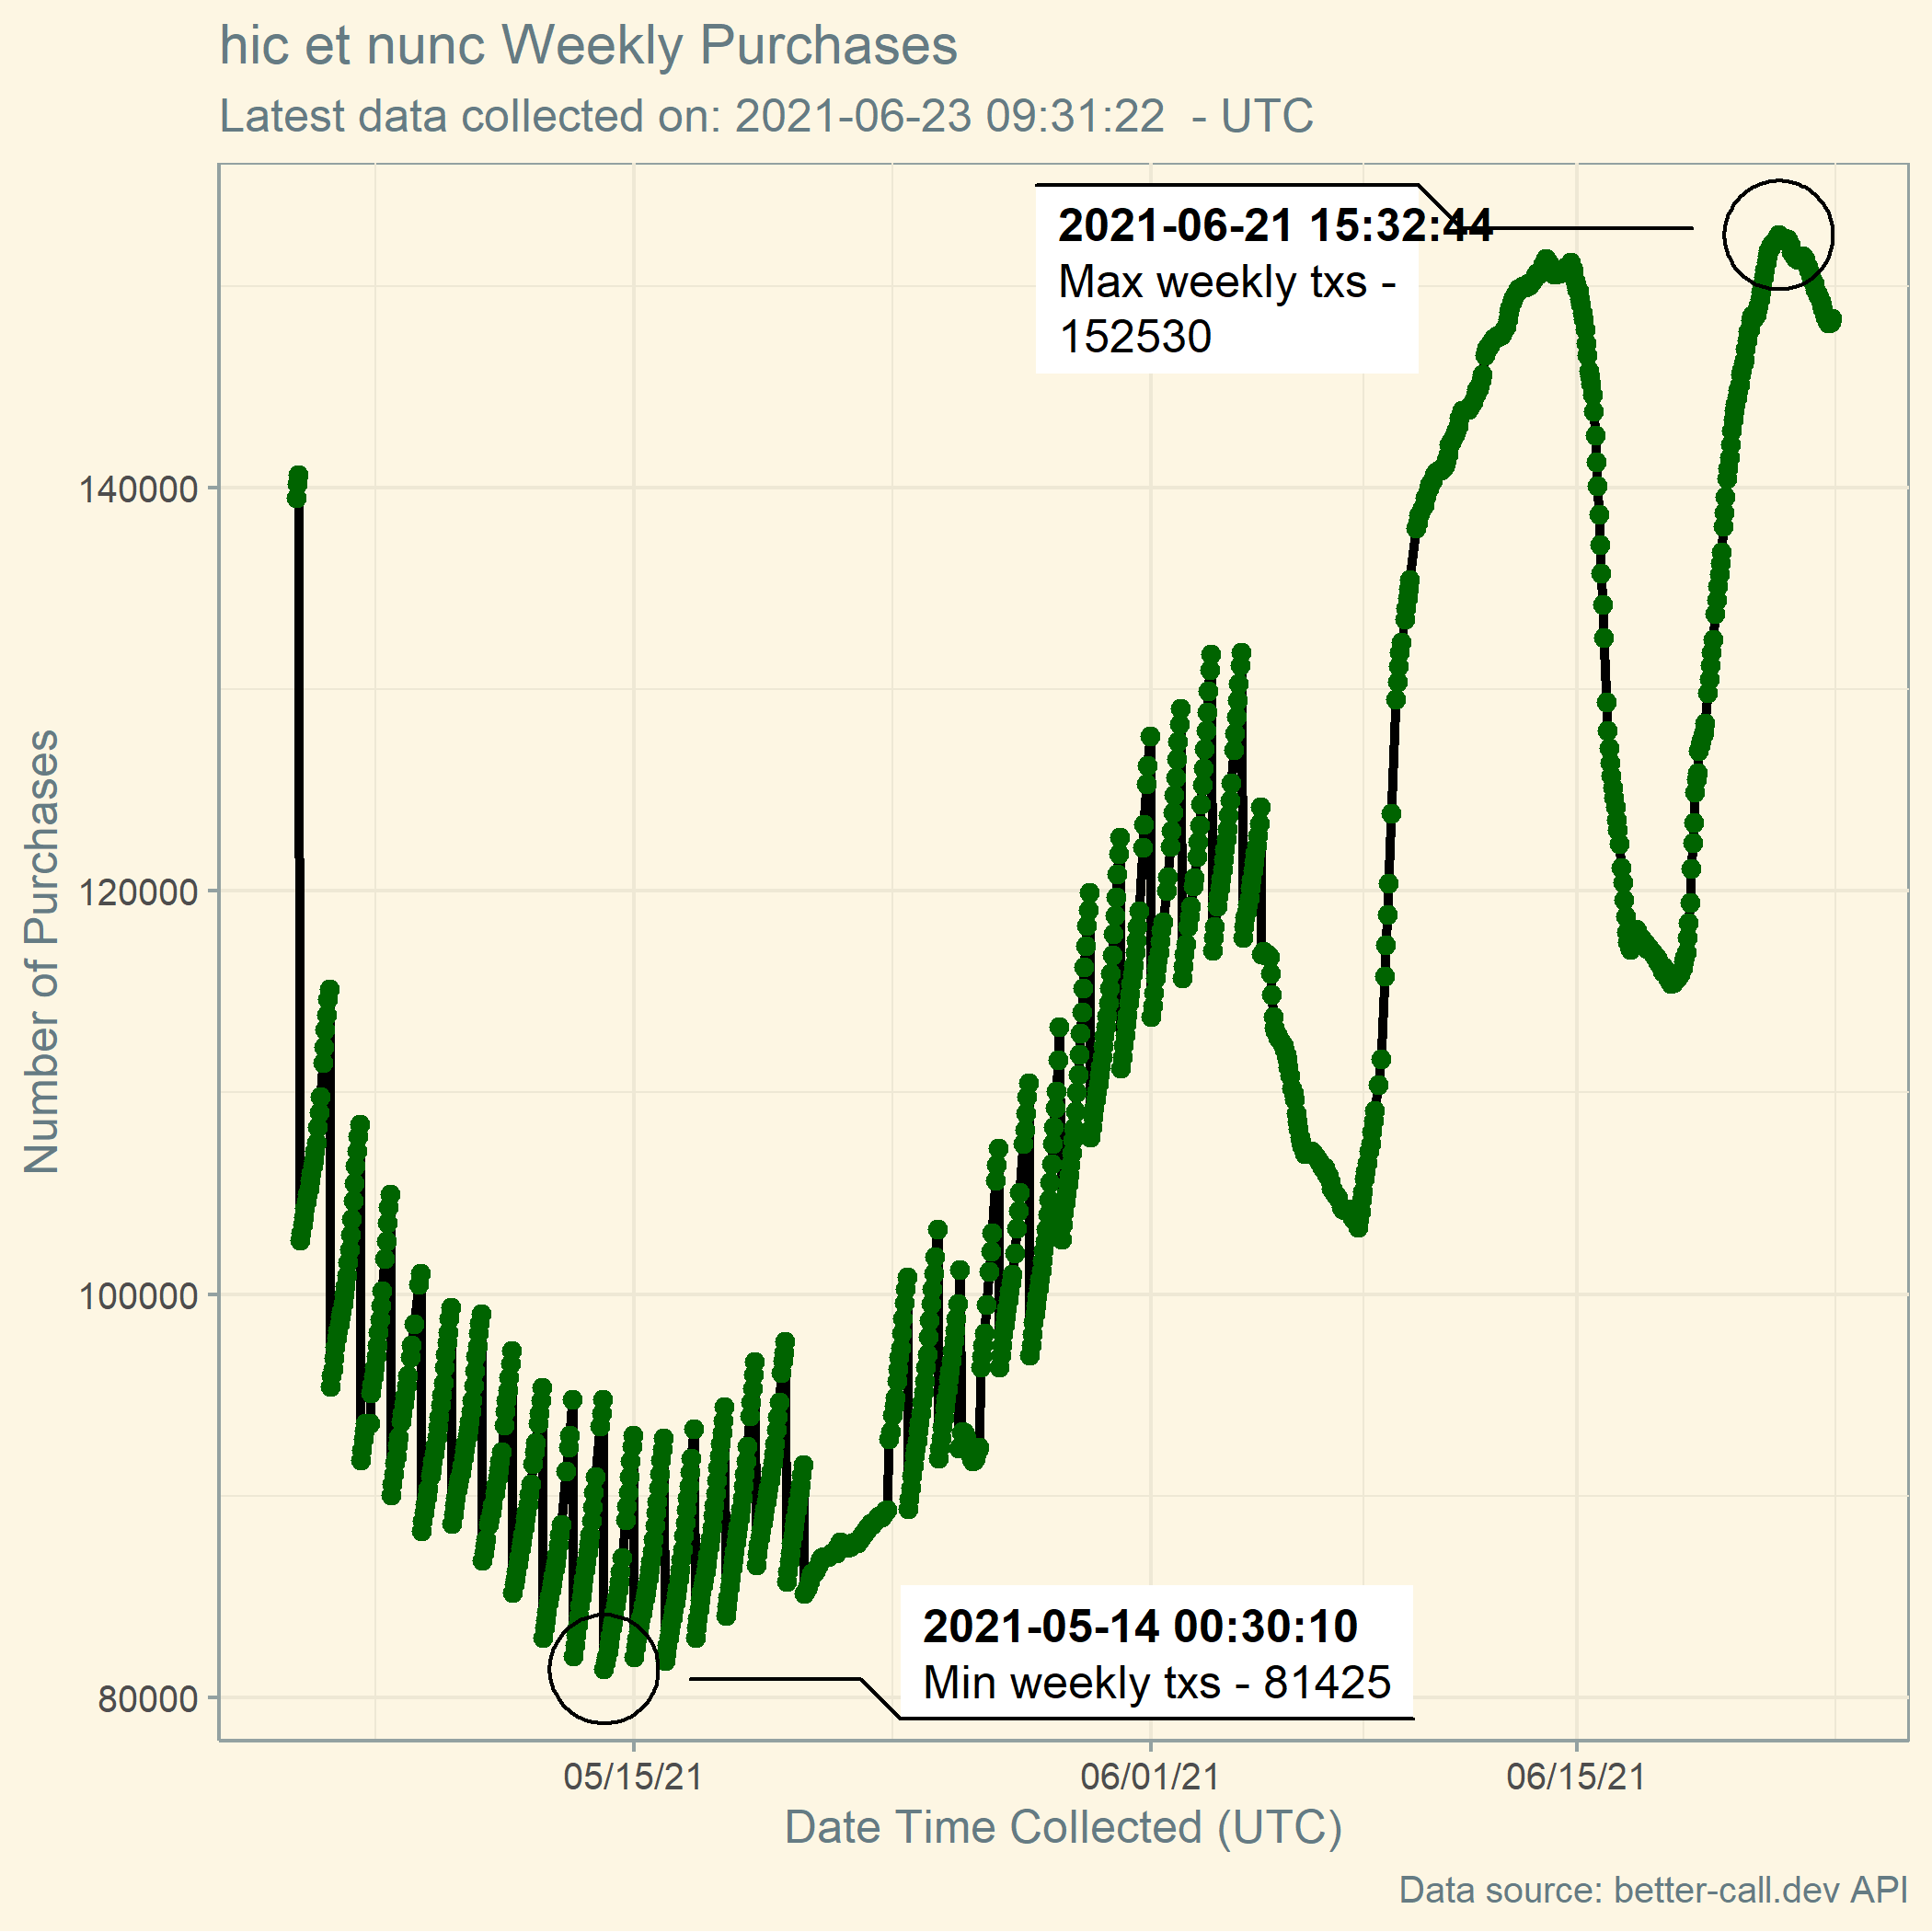 hic et nunc Weekly Purchases
Latest data collected on: 2021-06-23 09:31:22  - UTC
2021-06-21 15:32:44
Max weekly txs -
152530
Number of Purchases
140000
120000
100000
80000
2021-05-14 00:30:10
Min weekly txs - 81425
05/15/21
06/01/21
06/15/21
Date Time Collected (UTC)
Data source: better-call.dev API